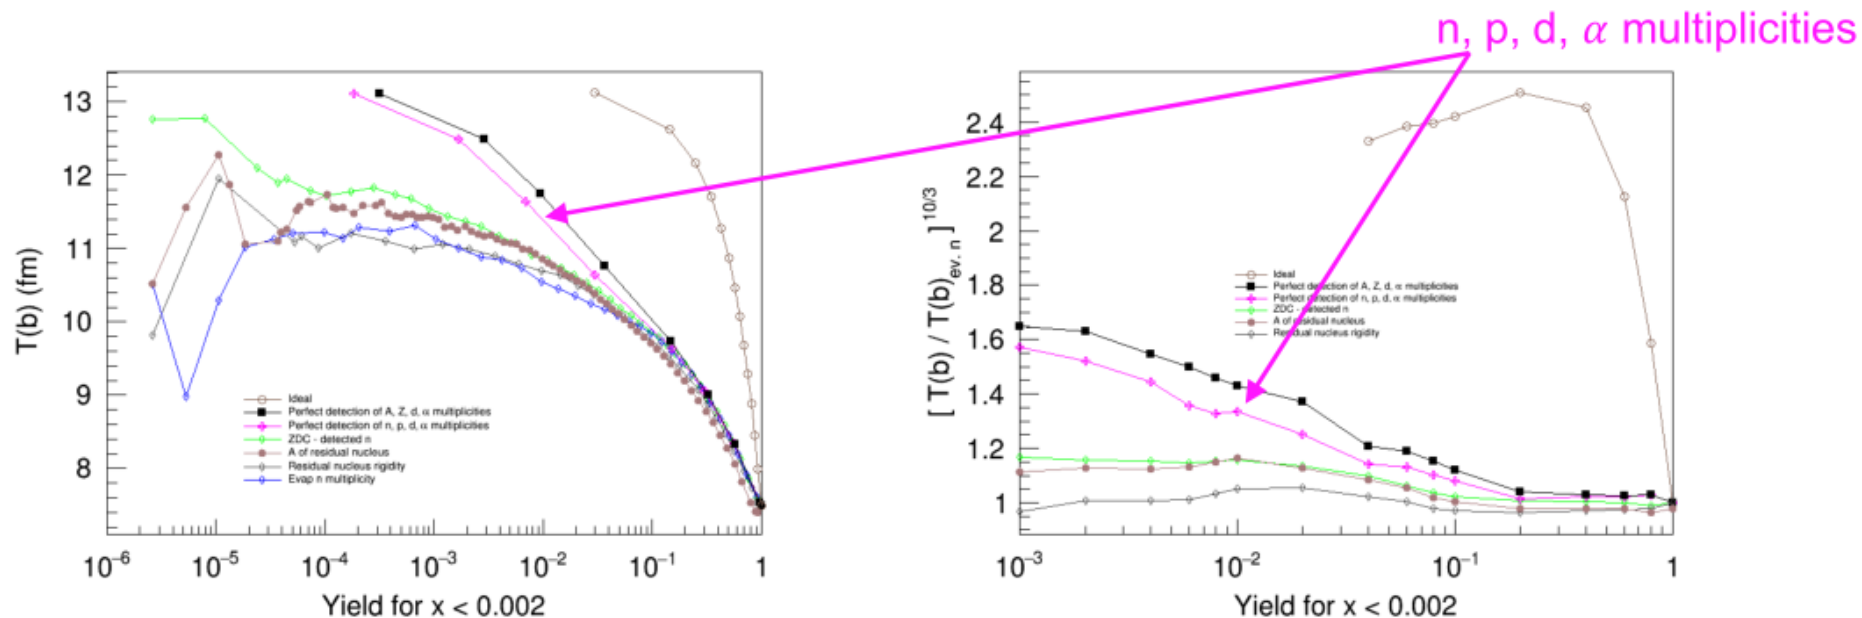 n, p, d, α multiplicities
T(b) (fm)
13
12
11
10
9
8
Ideal
Perfect detection of A, Z, d, α multiplicities
Perfect detection of n, p, d, α multiplicities
ZDC - detected n
A of residual nucleus
Residual nucleus rigidity
Evap n multiplicity
10⁻⁶ 10⁻⁵ 10⁻⁴ 10⁻³ 10⁻² 10⁻¹ 1
Yield for x < 0.002
[ T(b) / T(b)ev. n ]¹⁰ᐟ³
2.4
2.2
2
1.8
1.6
1.4
1.2
1
Ideal
Perfect detection of A, Z, d, α multiplicities
Perfect detection of n, p, d, α multiplicities
ZDC - detected n
A of residual nucleus
Residual nucleus rigidity
10⁻³ 10⁻² 10⁻¹ 1
Yield for x < 0.002